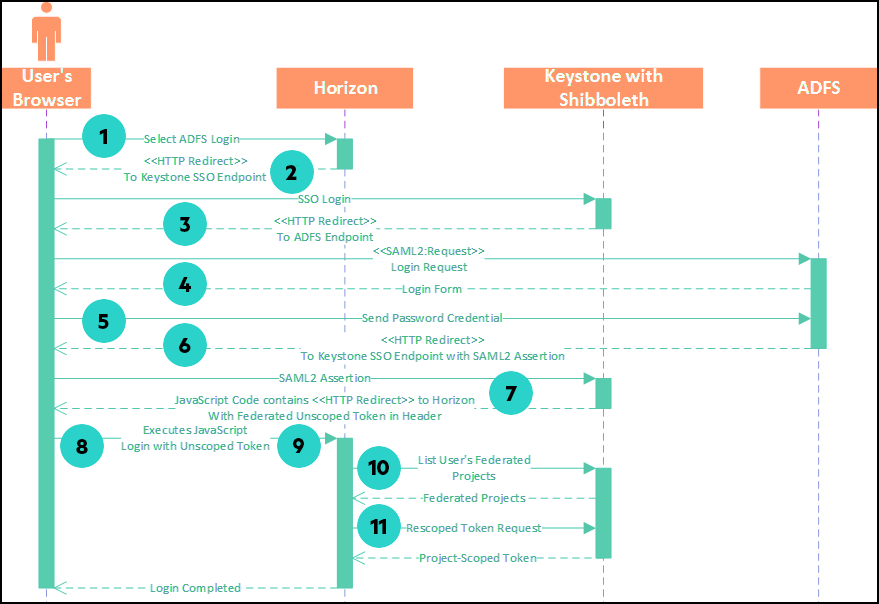 User's
Browser
Horizon
Keystone with
Shibboleth
ADFS
1
Select ADFS Login
<<HTTP Redirect>>
To Keystone SSO Endpoint
2
SSO Login
3
<<HTTP Redirect>>
To ADFS Endpoint
<<SAML2:Request>>
Login Request
4
Login Form
5
Send Password Credential
6
<<HTTP Redirect>>
To Keystone SSO Endpoint with SAML2 Assertion
SAML2 Assertion
7
JavaScript Code contains <<HTTP Redirect>> to Horizon
With Federated Unscoped Token in Header
8
Executes JavaScript
Login with Unscoped Token
9
10
List User's Federated
Projects
Federated Projects
11
Rescoped Token Request
Project-Scoped Token
Login Completed